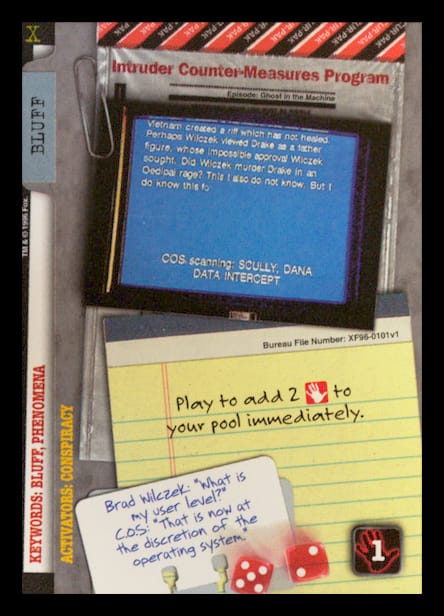 X
BLUFF
TM & © 1996 Fox.
KEYWORDS: BLUFF, PHENOMENA
ACTIVATORS: CONSPIRACY
Intruder Counter-Measures Program
Episode: Ghost in the Machine
Vietnam created a rift which has not healed.
Perhaps Wilczek viewed Drake as a father
figure, whose impossible approval Wilczek
sought. Did Wilczek murder Drake in an
Oedipal rage? This I also do not know. But I
do know this fo
COS scanning: SCULLY, DANA
DATA INTERCEPT
Bureau File Number: XF96-0101v1
Play to add 2 to
your pool immediately.
Brad Wilczek: "What is
my user level?"
COS: "That is now at
the discretion of the
operating system."
1